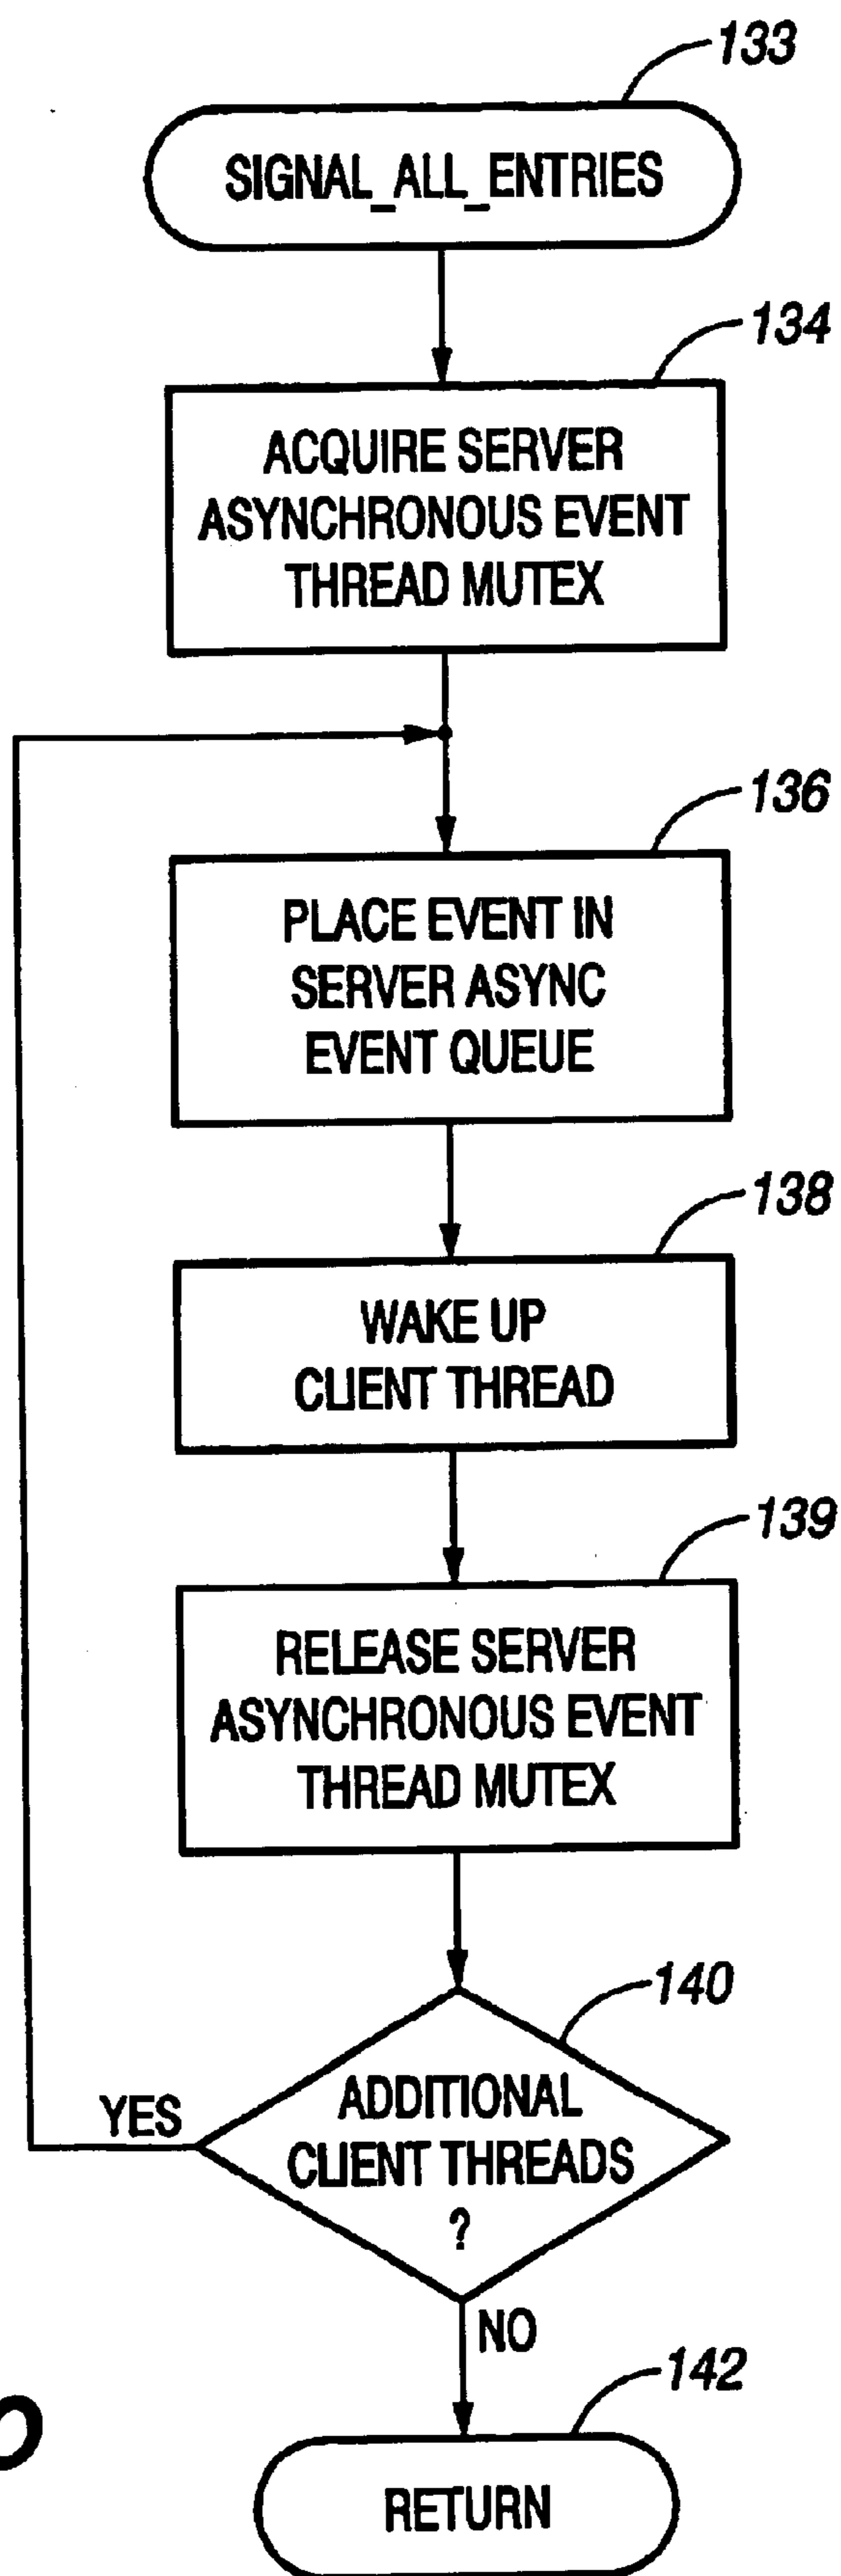 133
SIGNAL_ALL_ENTRIES
134
ACQUIRE SERVER
ASYNCHRONOUS EVENT
THREAD MUTEX
136
PLACE EVENT IN
SERVER ASYNC
EVENT QUEUE
138
WAKE UP
CLIENT THREAD
139
RELEASE SERVER
ASYNCHRONOUS EVENT
THREAD MUTEX
140
ADDITIONAL
CLIENT THREADS
?
YES
NO
142
RETURN